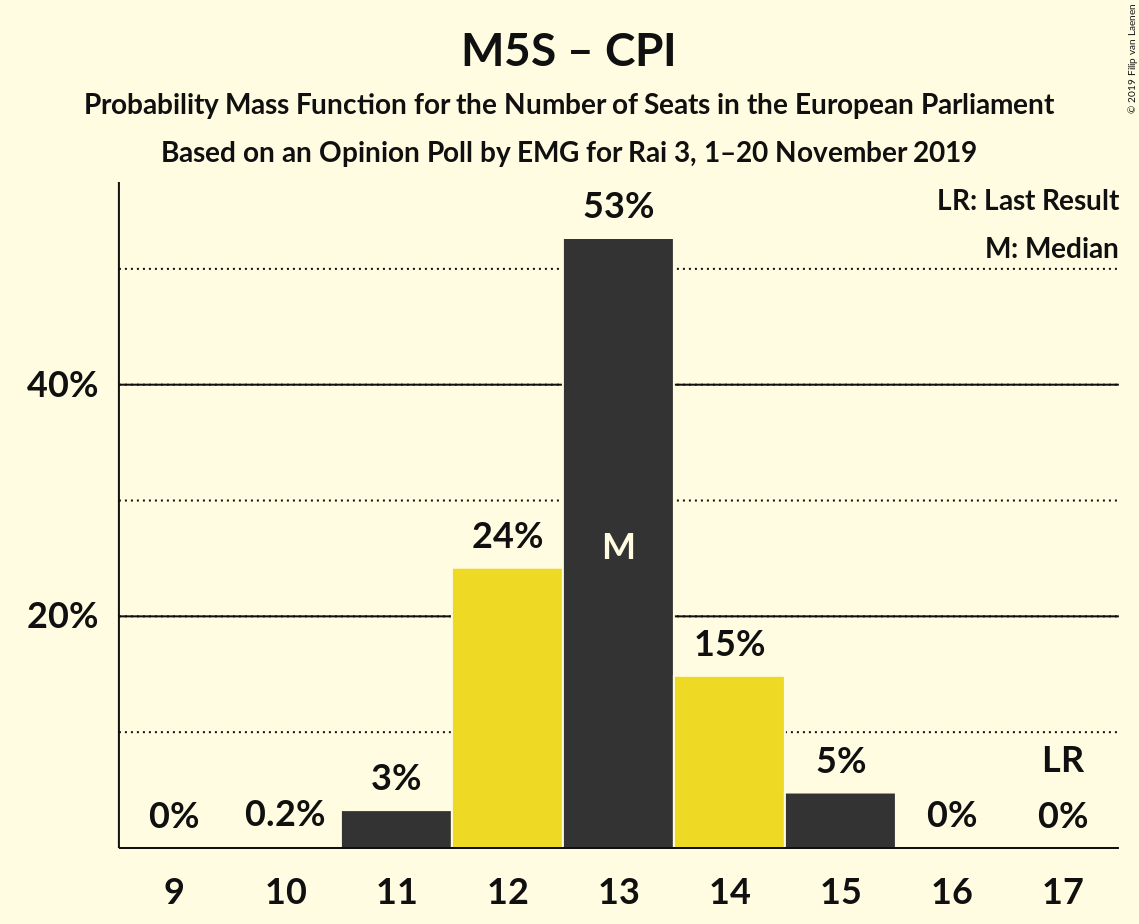 M5S – CPI
Probability Mass Function for the Number of Seats in the European Parliament
Based on an Opinion Poll by EMG for Rai 3, 1–20 November 2019
© 2019 Filip van Laenen
LR: Last Result
M: Median
53%
40%
24%
M
20%
15%
LR
5%
3%
0%
0.2%
0%
0%
9 10 11 12 13 14 15 16 17